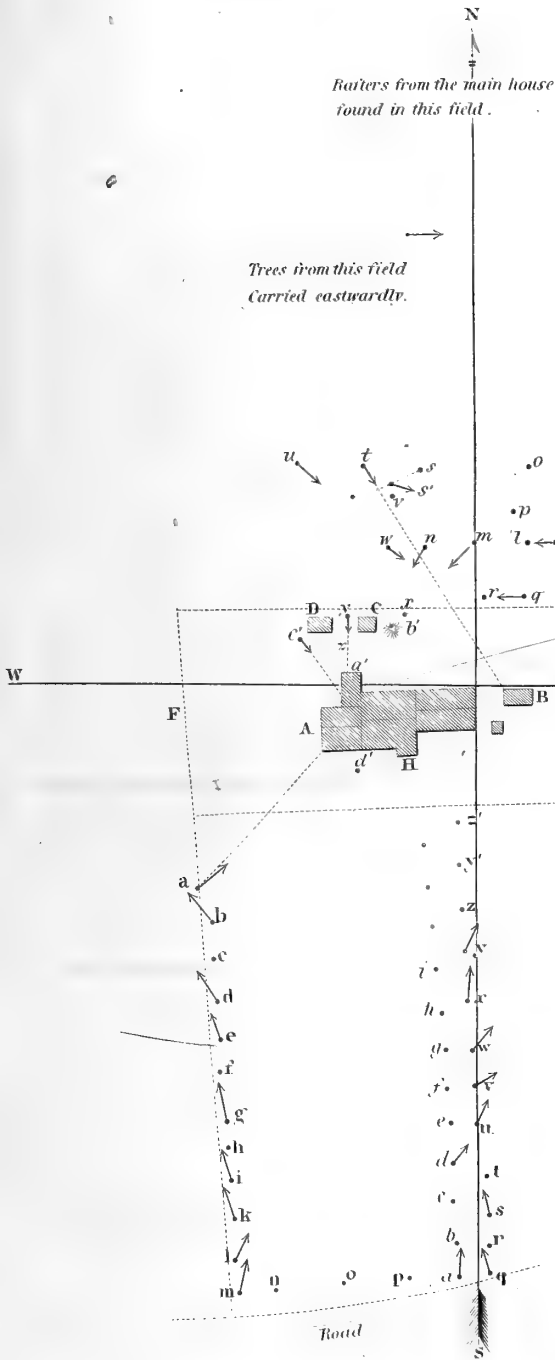 N
Rafters from the main house
found in this field.
Trees from this field
Carried eastwardly.
u
t
s
s'
v
o
p
w
n
m
l
r
q
D
y
C
x
b'
c'
z
a'
W
F
A
B
H
d'
a
y'
b
z
c
v
i
d
x
h
e
g
w
f
f
v
g
e
u
h
d
i
t
c
k
s
b
r
l
m
n
o
p
a
q
Road
S